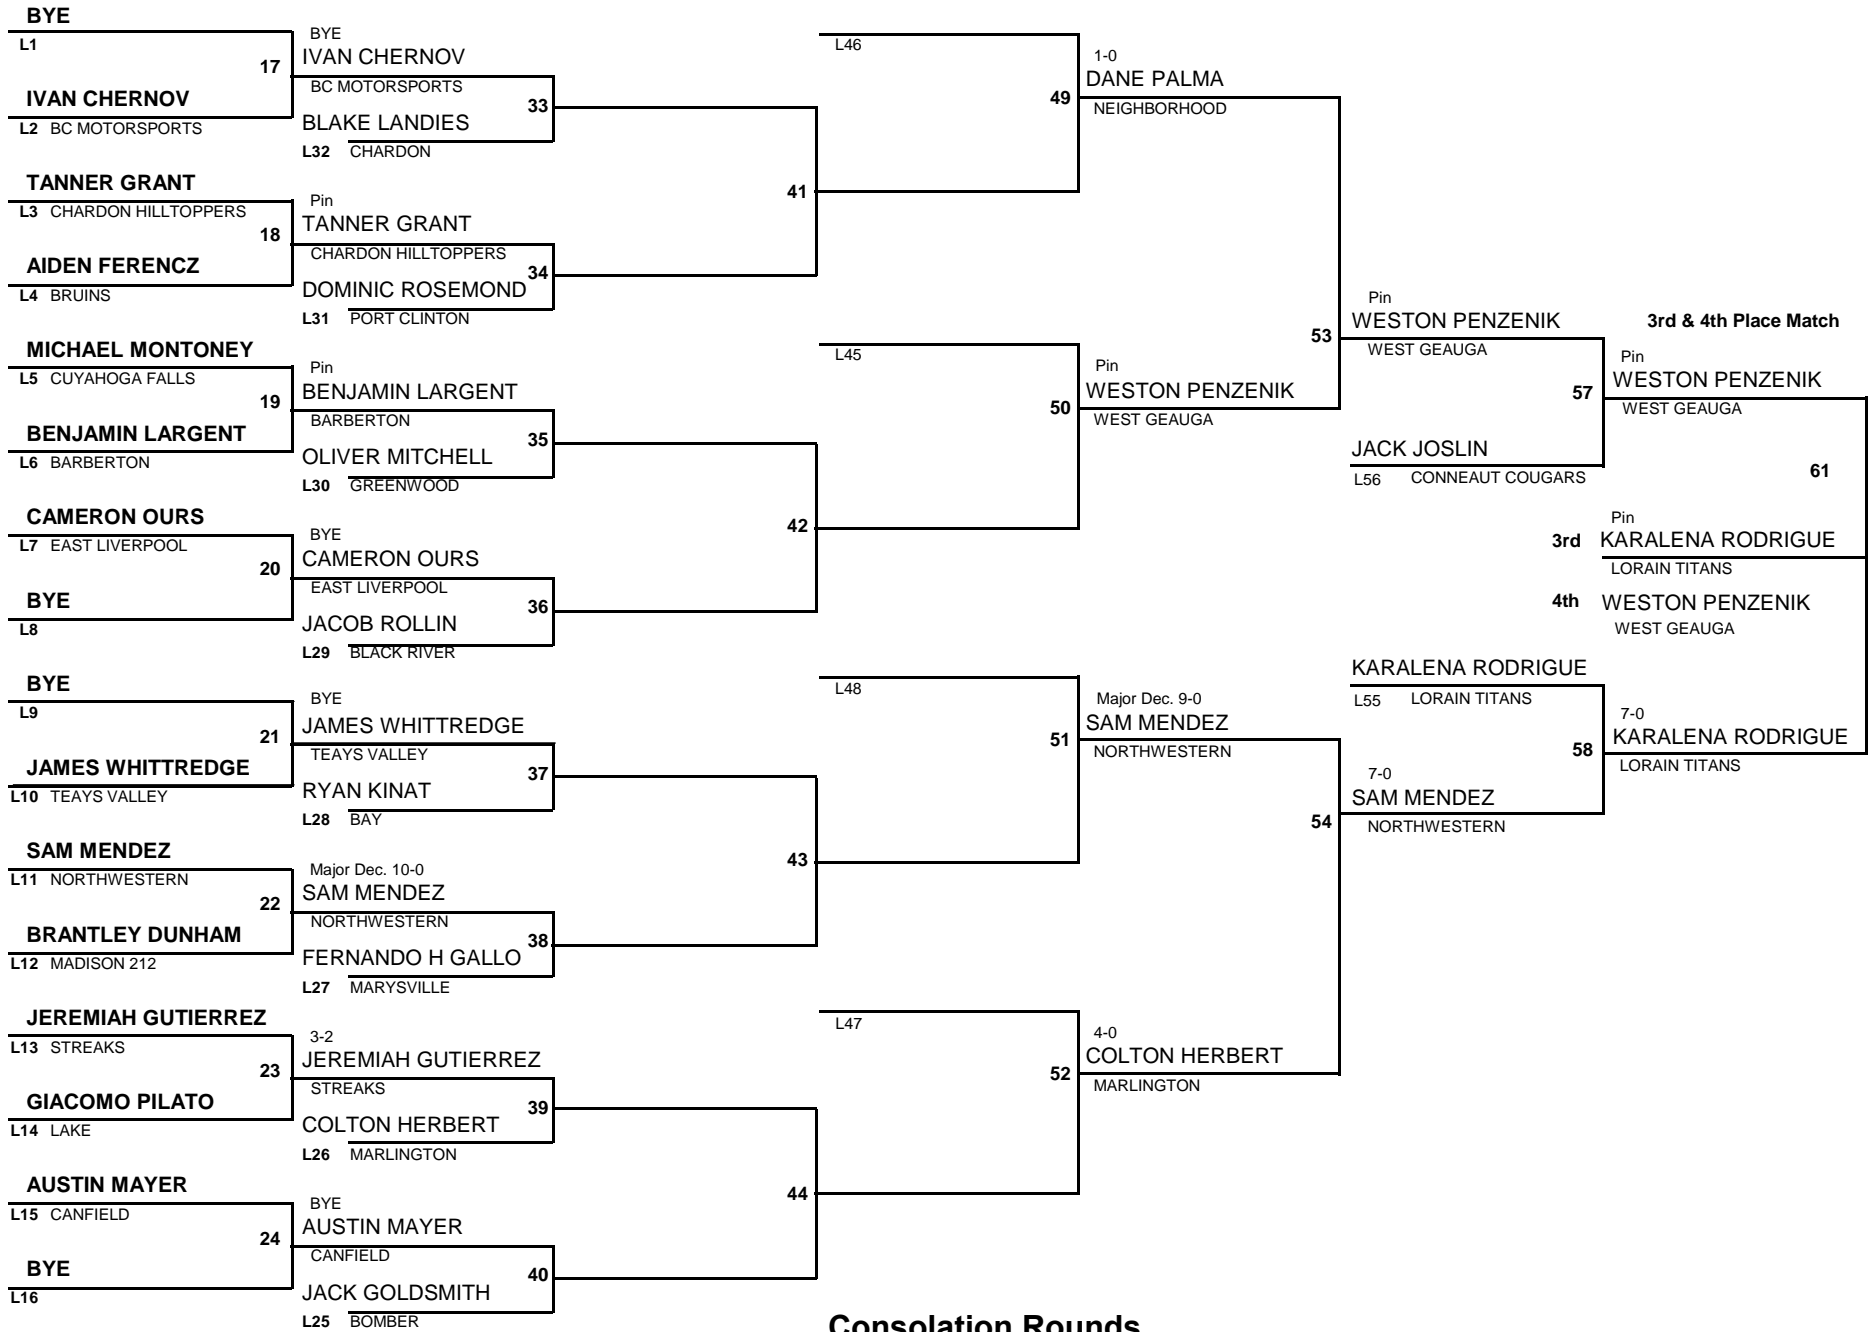 BYE
L1
17
IVAN CHERNOV
L2 BC MOTORSPORTS
TANNER GRANT
L3 CHARDON HILLTOPPERS
18
AIDEN FERENCZ
L4 BRUINS
MICHAEL MONTONEY
L5 CUYAHOGA FALLS
19
BENJAMIN LARGENT
L6 BARBERTON
CAMERON OURS
L7 EAST LIVERPOOL
20
BYE
L8
BYE
L9
21
JAMES WHITTREDGE
L10 TEAYS VALLEY
SAM MENDEZ
L11 NORTHWESTERN
22
BRANTLEY DUNHAM
L12 MADISON 212
JEREMIAH GUTIERREZ
L13 STREAKS
23
GIACOMO PILATO
L14 LAKE
AUSTIN MAYER
L15 CANFIELD
24
BYE
L16
BYE
IVAN CHERNOV
BC MOTORSPORTS
33
BLAKE LANDIES
L32 CHARDON
Pin
TANNER GRANT
CHARDON HILLTOPPERS
34
DOMINIC ROSEMOND
L31 PORT CLINTON
Pin
BENJAMIN LARGENT
BARBERTON
35
OLIVER MITCHELL
L30 GREENWOOD
BYE
CAMERON OURS
EAST LIVERPOOL
36
JACOB ROLLIN
L29 BLACK RIVER
BYE
JAMES WHITTREDGE
TEAYS VALLEY
37
RYAN KINAT
L28 BAY
Major Dec. 10-0
SAM MENDEZ
NORTHWESTERN
38
FERNANDO H GALLO
L27 MARYSVILLE
3-2
JEREMIAH GUTIERREZ
STREAKS
39
COLTON HERBERT
L26 MARLINGTON
BYE
AUSTIN MAYER
CANFIELD
40
JACK GOLDSMITH
L25 BOMBER
41
42
43
44
L46
49
L45
50
L48
51
L47
52
1-0
DANE PALMA
NEIGHBORHOOD
53
Pin
WESTON PENZENIK
WEST GEAUGA
Major Dec. 9-0
SAM MENDEZ
NORTHWESTERN
54
4-0
COLTON HERBERT
MARLINGTON
Pin
WESTON PENZENIK
WEST GEAUGA
57
JACK JOSLIN
L56 CONNEAUT COUGARS
KARALENA RODRIGUE
L55 LORAIN TITANS
58
7-0
SAM MENDEZ
NORTHWESTERN
3rd & 4th Place Match
Pin
WESTON PENZENIK
WEST GEAUGA
61
Pin
3rd KARALENA RODRIGUE
LORAIN TITANS
4th WESTON PENZENIK
WEST GEAUGA
7-0
KARALENA RODRIGUE
LORAIN TITANS
Consolation Rounds